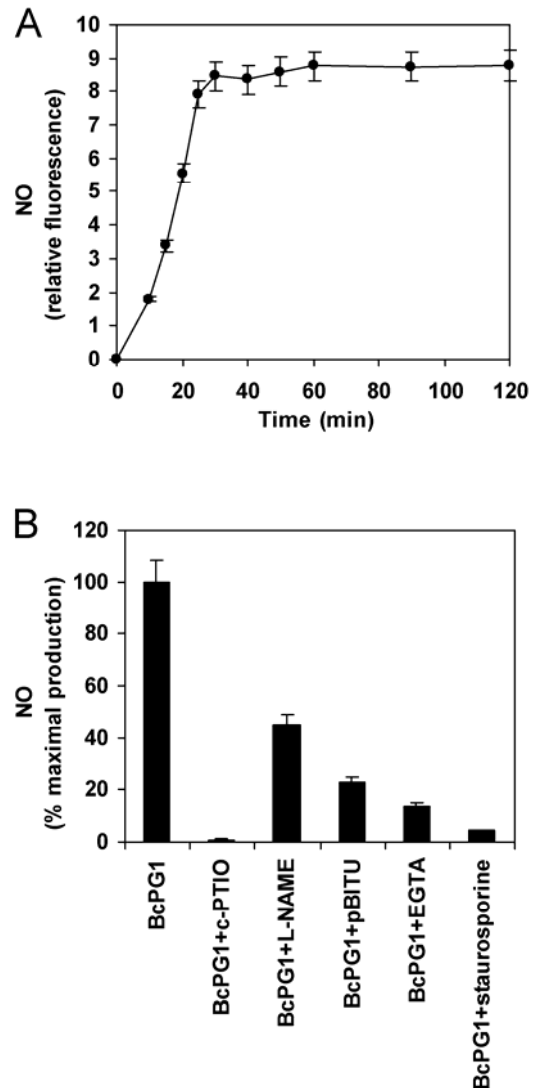 A
10
9
8
7
6
5
4
3
2
1
0
NO
(relative fluorescence)
0 20 40 60 80 100 120
Time (min)
B
120
100
80
60
40
20
0
NO
(% maximal production)
BcPG1
BcPG1+c-PTIO
BcPG1+L-NAME
BcPG1+pBITU
BcPG1+EGTA
BcPG1+staurosporine